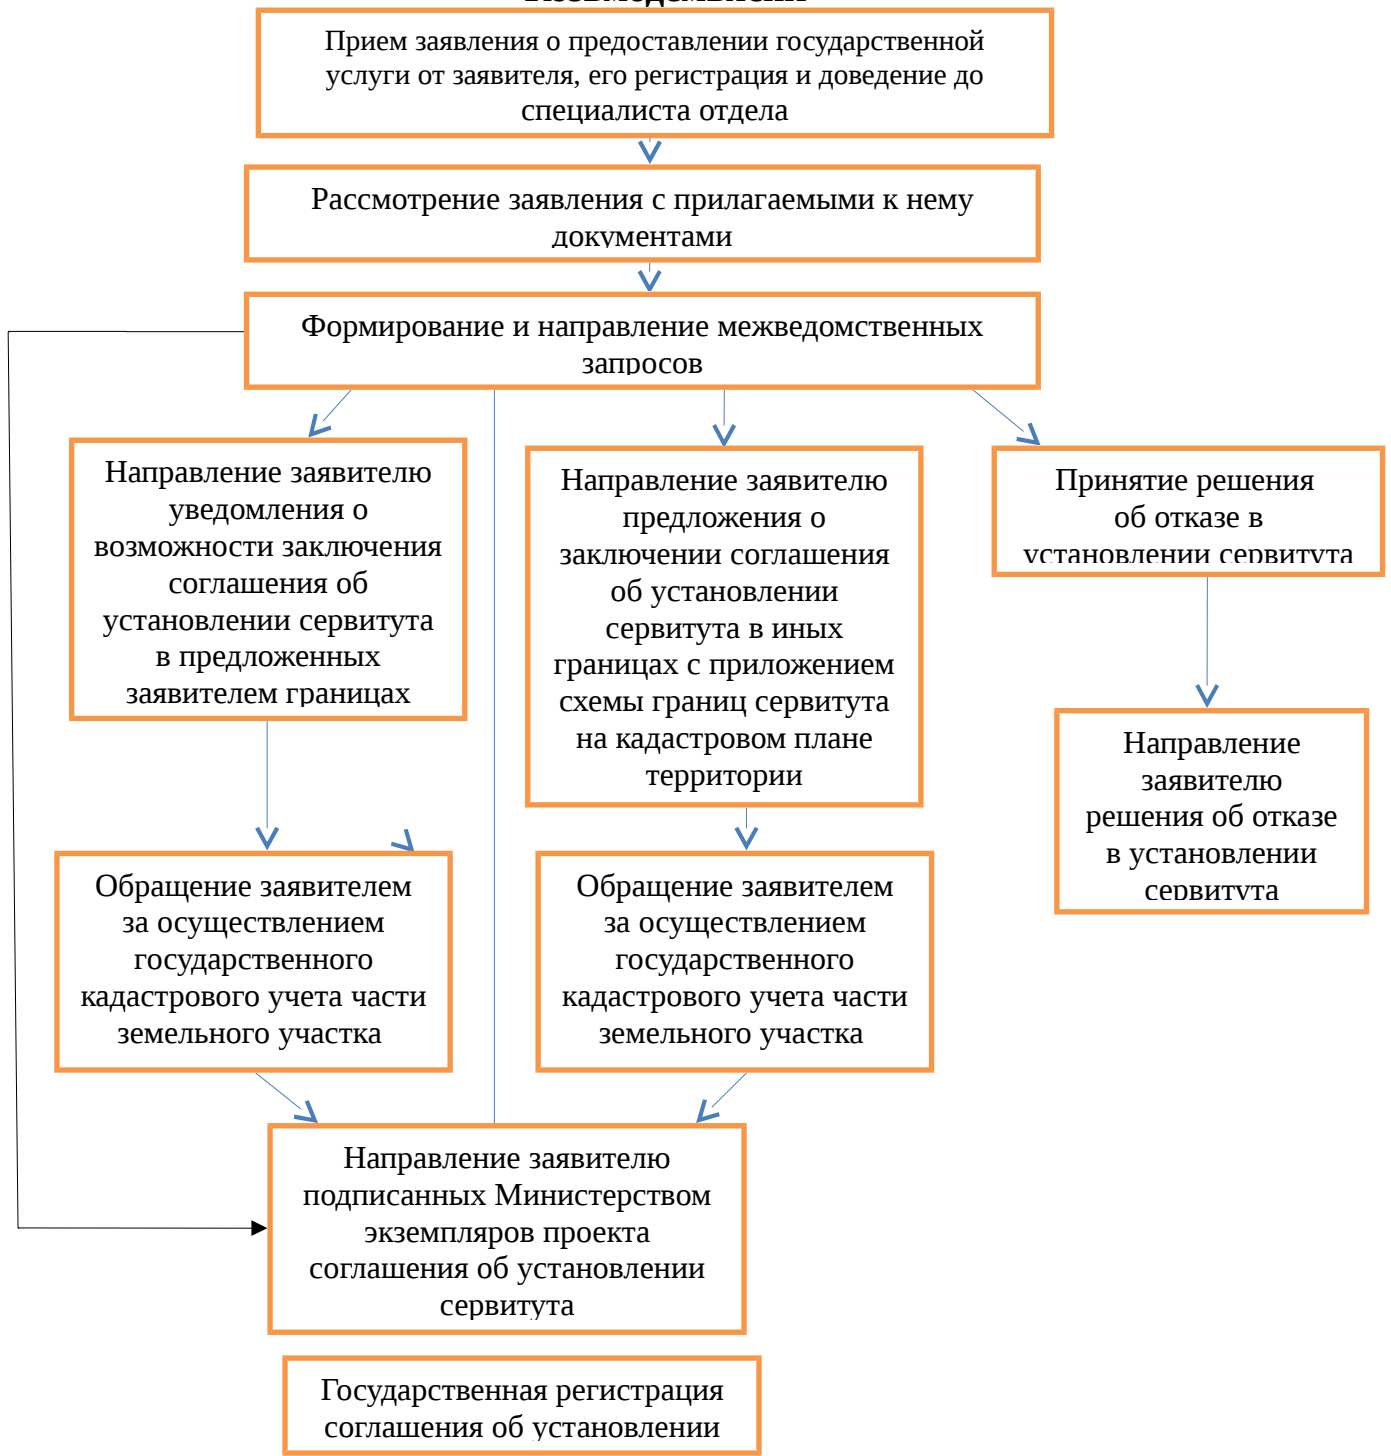 Прием заявления о предоставлении государственной
услуги от заявителя, его регистрация и доведение до
специалиста отдела
Рассмотрение заявления с прилагаемыми к нему
документами
Формирование и направление межведомственных
запросов
Направление заявителю
уведомления о
возможности заключения
соглашения об
установлении сервитута
в предложенных
заявителем границах
Направление заявителю
предложения о
заключении соглашения
об установлении
сервитута в иных
границах с приложением
схемы границ сервитута
на кадастровом плане
территории
Принятие решения
об отказе в
установлении сервитута
Направление
заявителю
решения об отказе
в установлении
сервитута
Обращение заявителем
за осуществлением
государственного
кадастрового учета части
земельного участка
Обращение заявителем
за осуществлением
государственного
кадастрового учета части
земельного участка
Направление заявителю
подписанных Министерством
экземпляров проекта
соглашения об установлении
сервитута
Государственная регистрация
соглашения об установлении